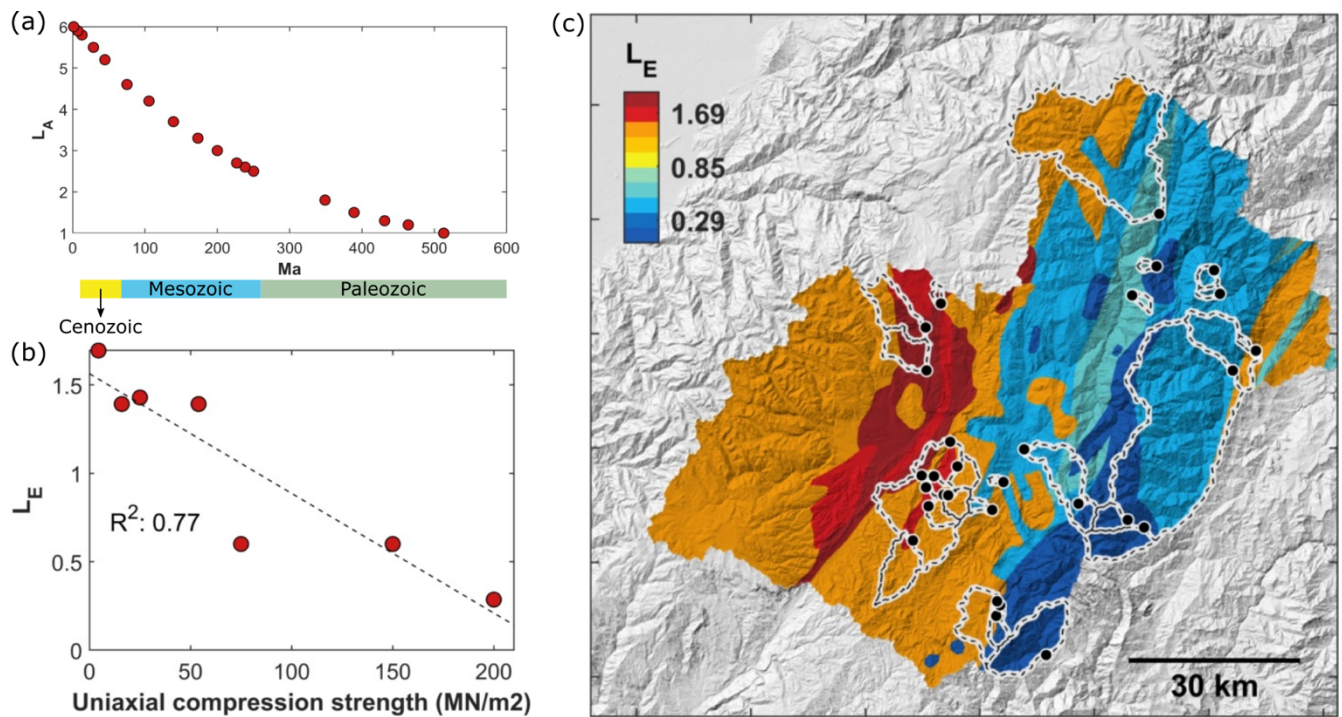 (a)
6
5
4
3
2
1
L_A
0 100 200 300 400 500 600
Ma
Mesozoic Paleozoic
Cenozoic
(b)
1.5
1
0.5
0
L_E
R²: 0.77
0 50 100 150 200
Uniaxial compression strength (MN/m2)
(c)
L_E
1.69
0.85
0.29
30 km